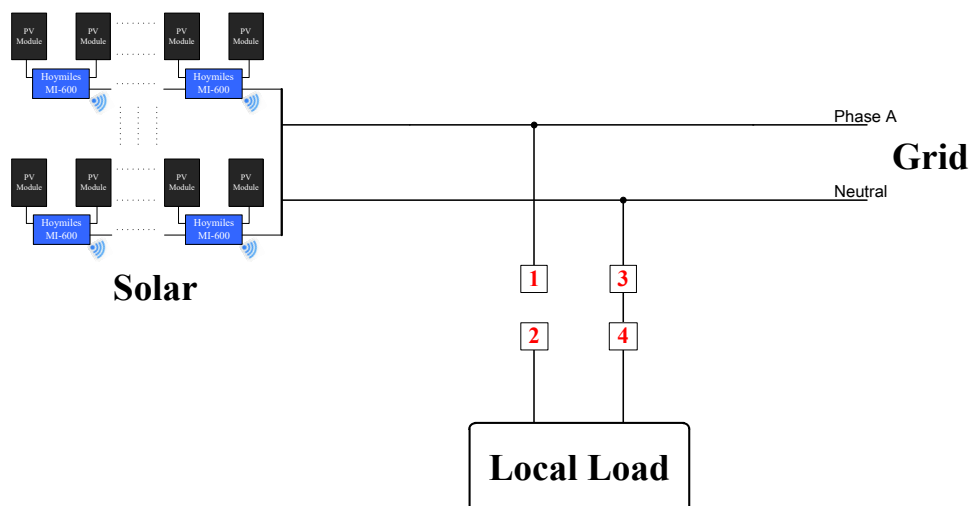 PV
Module
PV
Module
PV
Module
PV
Module
Hoymiles
MI-600
Hoymiles
MI-600
Phase A
Grid
PV
Module
PV
Module
PV
Module
PV
Module
Neutral
Hoymiles
MI-600
Hoymiles
MI-600
Solar
1
3
2
4
Local Load